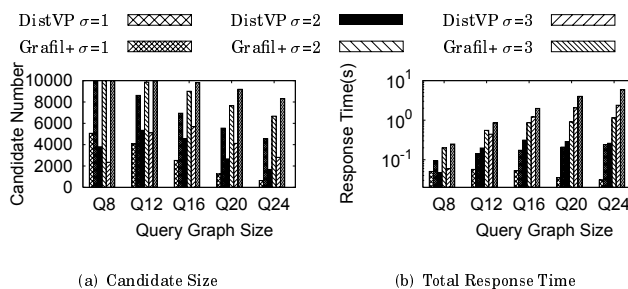 DistVP σ=1 DistVP σ=2 DistVP σ=3
Grafil+ σ=1 Grafil+ σ=2 Grafil+ σ=3
Candidate Number
10000
8000
6000
4000
2000
0
Q8 Q12 Q16 Q20 Q24
Query Graph Size
(a) Candidate Size
Response Time(s)
10^1
10^0
10^-1
Q8 Q12 Q16 Q20 Q24
Query Graph Size
(b) Total Response Time